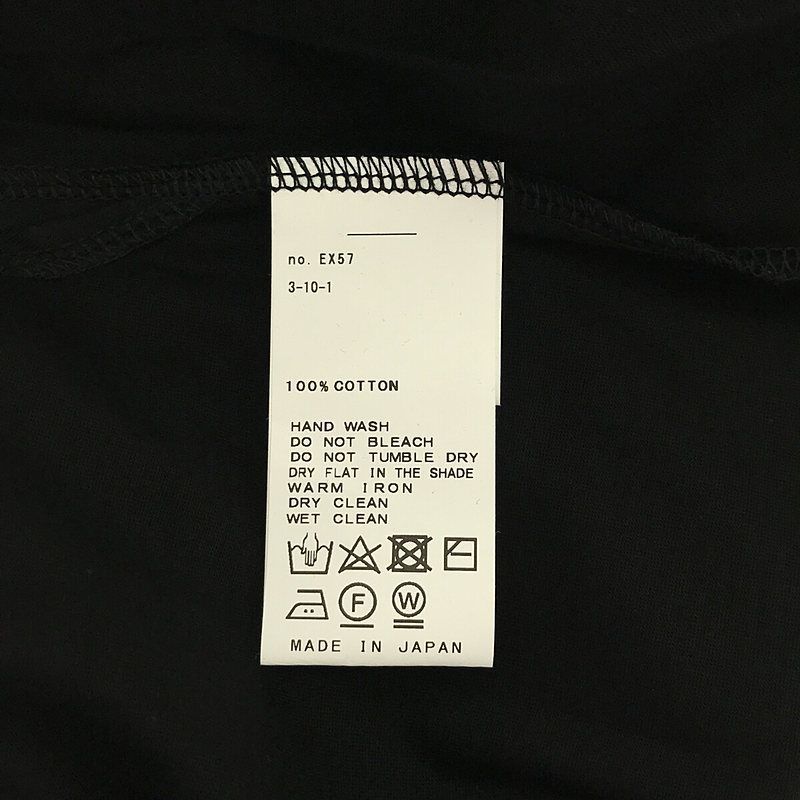 no. EX57
3-10-1
100% COTTON
HAND WASH
DO NOT BLEACH
DO NOT TUMBLE DRY
DRY FLAT IN THE SHADE
WARM IRON
DRY CLEAN
WET CLEAN
F W
MADE IN JAPAN